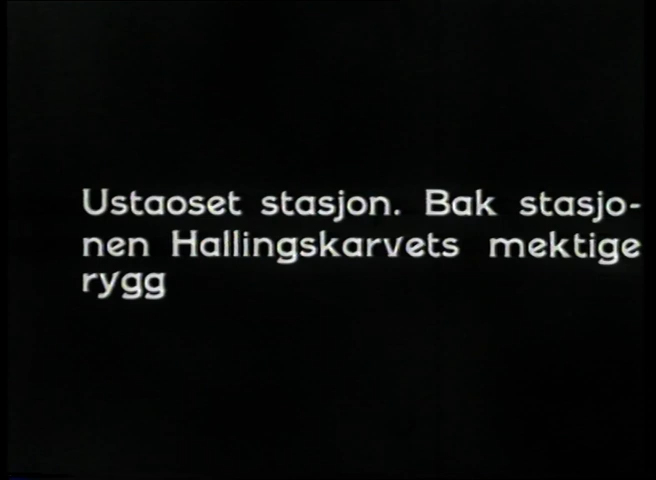 Ustaoset stasjon. Bak stasjo-
nen Hallingskarvets mektige
rygg